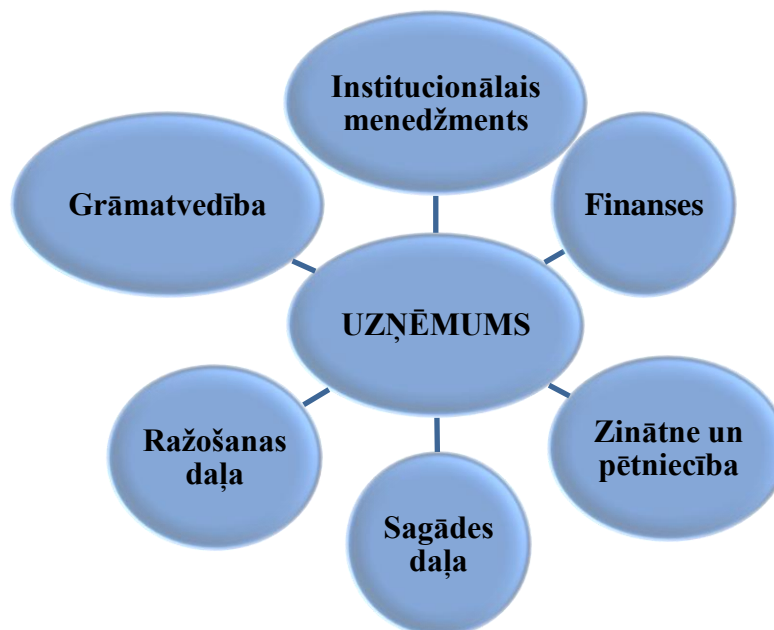 Institucionālais
menedžments
Grāmatvedība
Finanses
UZŅĒMUMS
Ražošanas
daļa
Zinātne un
pētniecība
Sagādes
daļa